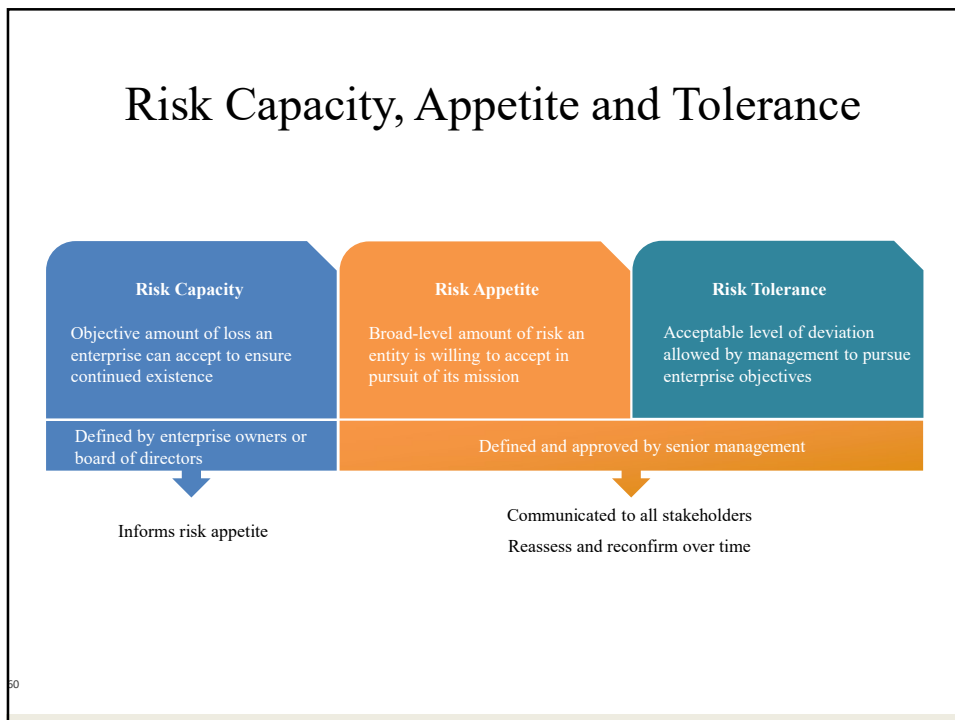 Risk Capacity, Appetite and Tolerance
Risk Capacity
Objective amount of loss an
enterprise can accept to ensure
continued existence
Defined by enterprise owners or
board of directors
Informs risk appetite
Risk Appetite
Broad-level amount of risk an
entity is willing to accept in
pursuit of its mission
Risk Tolerance
Acceptable level of deviation
allowed by management to pursue
enterprise objectives
Defined and approved by senior management
Communicated to all stakeholders
Reassess and reconfirm over time